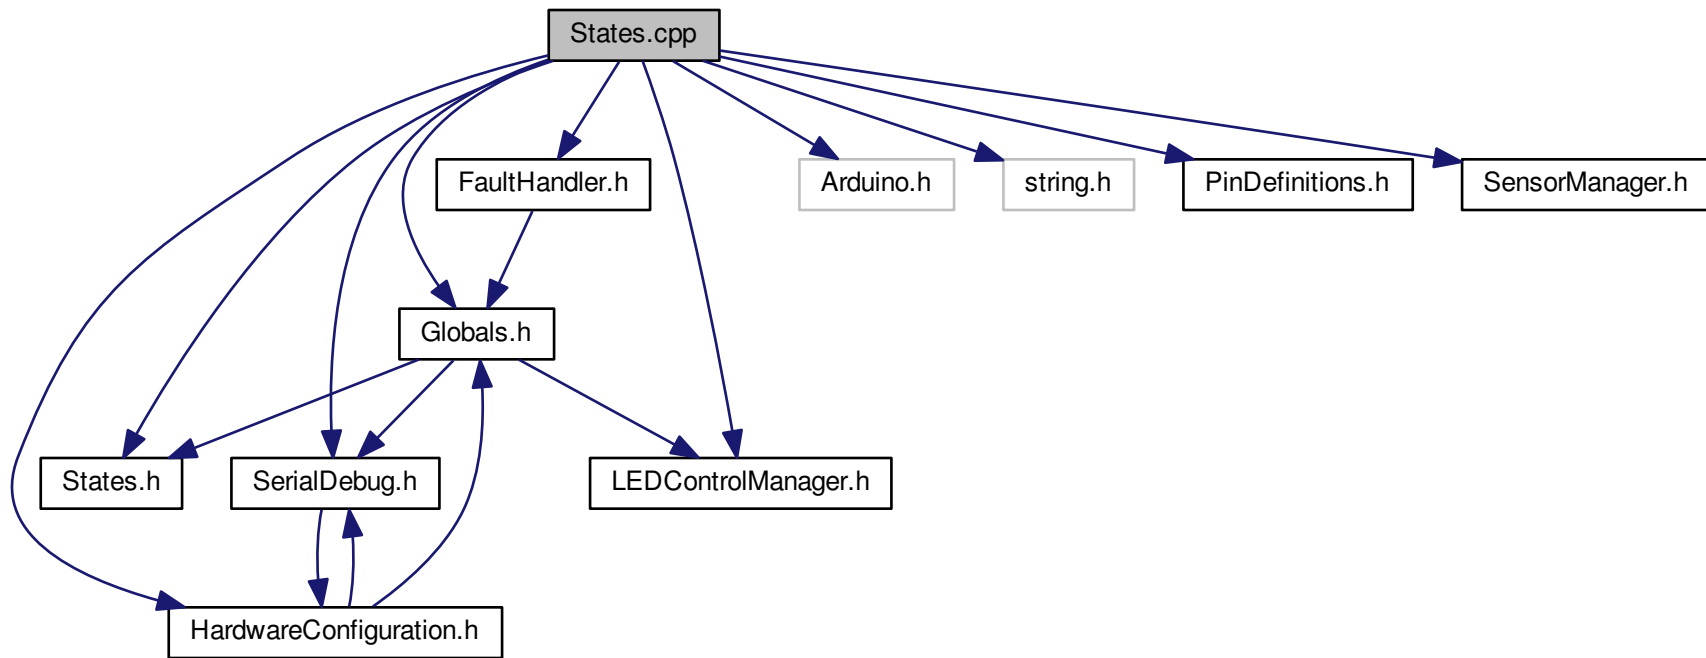 States.cpp
FaultHandler.h
Arduino.h
string.h
PinDefinitions.h
SensorManager.h
Globals.h
States.h
SerialDebug.h
LEDControlManager.h
HardwareConfiguration.h